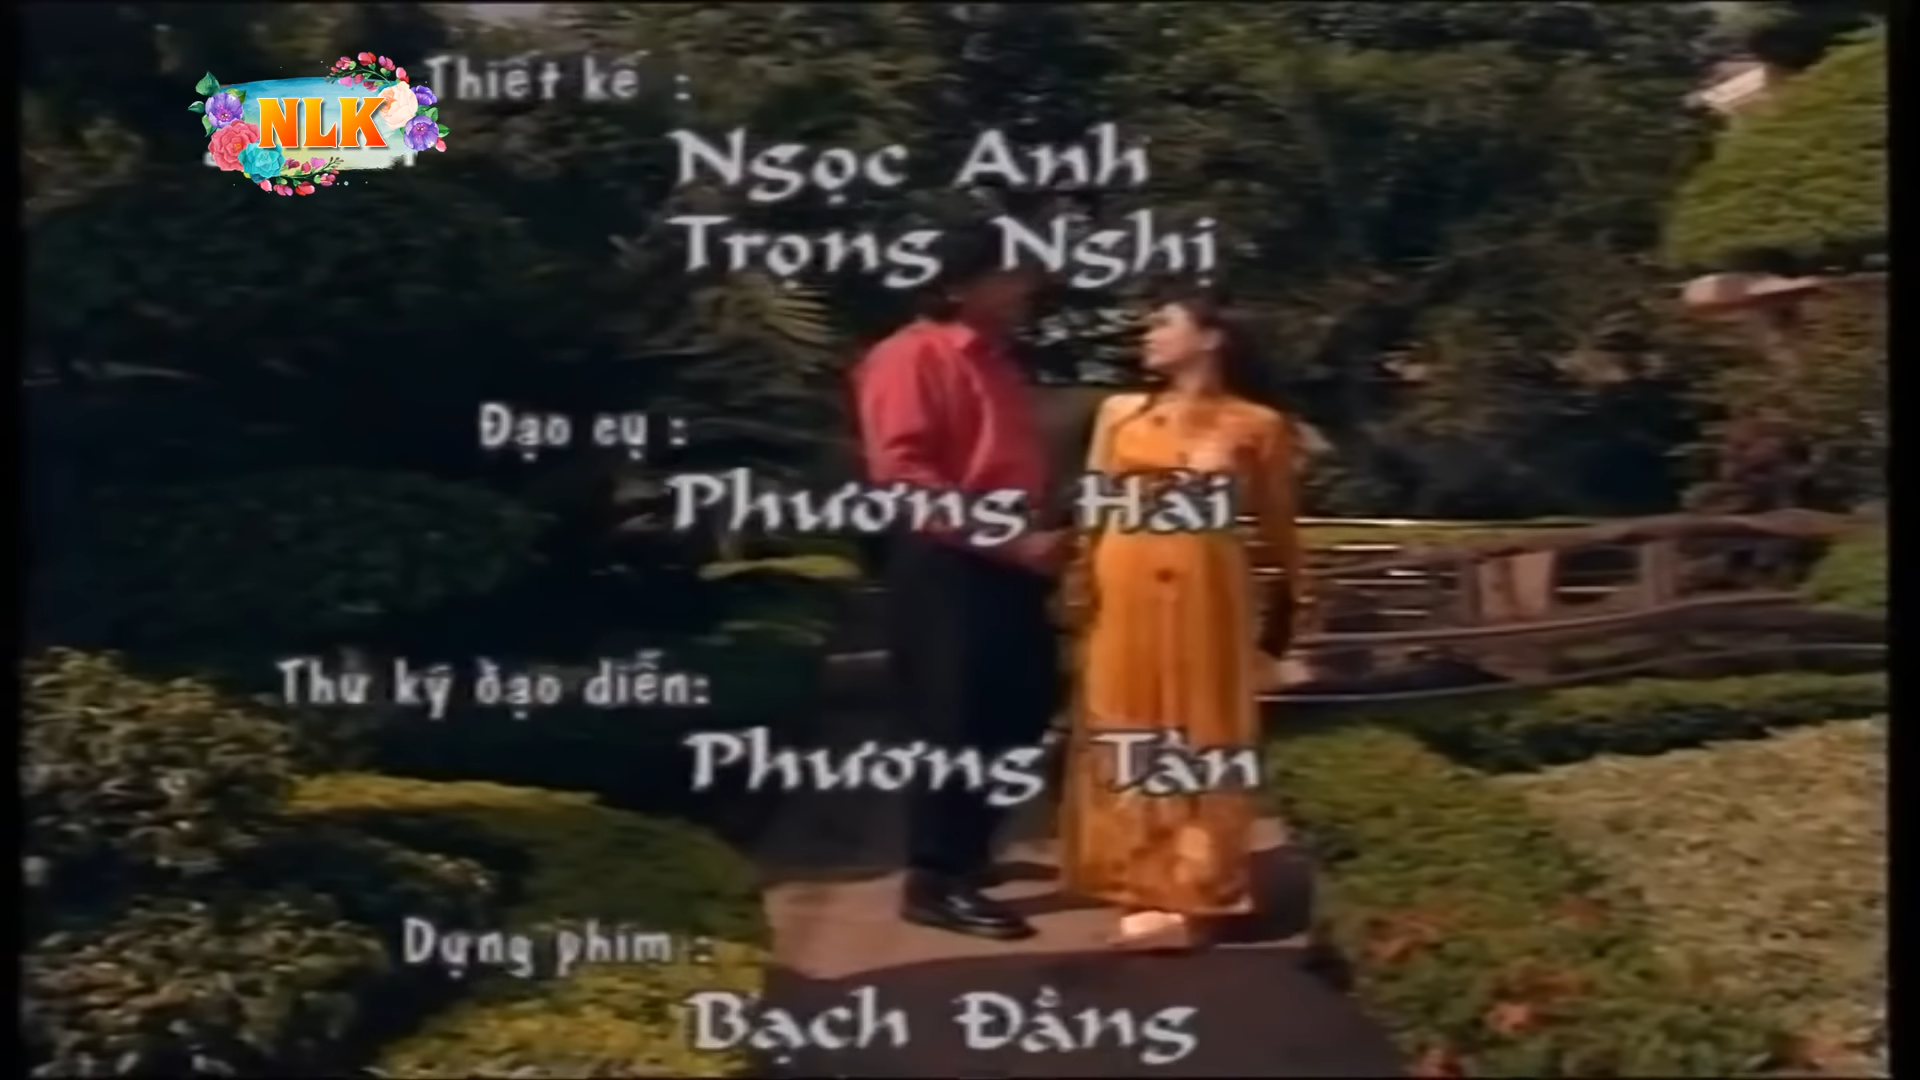 Thiết kế :
NLK
Ngọc Anh
Trọng Nghị
Đạo cụ :
Phương Hải
Thư ký đạo diễn:
Phương Tần
Dựng phim :
Bạch Đằng